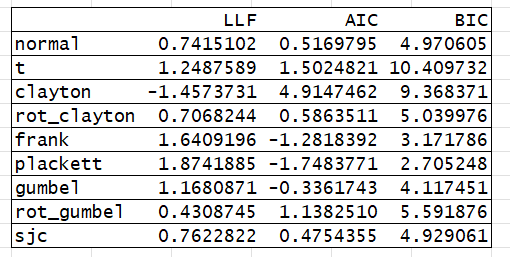 LLF AIC BIC
normal 0.7415102 0.5169795 4.970605
t 1.2487589 1.5024821 10.409732
clayton -1.4573731 4.9147462 9.368371
rot_clayton 0.7068244 0.5863511 5.039976
frank 1.6409196 -1.2818392 3.171786
plackett 1.8741885 -1.7483771 2.705248
gumbel 1.1680871 -0.3361743 4.117451
rot_gumbel 0.4308745 1.1382510 5.591876
sjc 0.7622822 0.4754355 4.929061